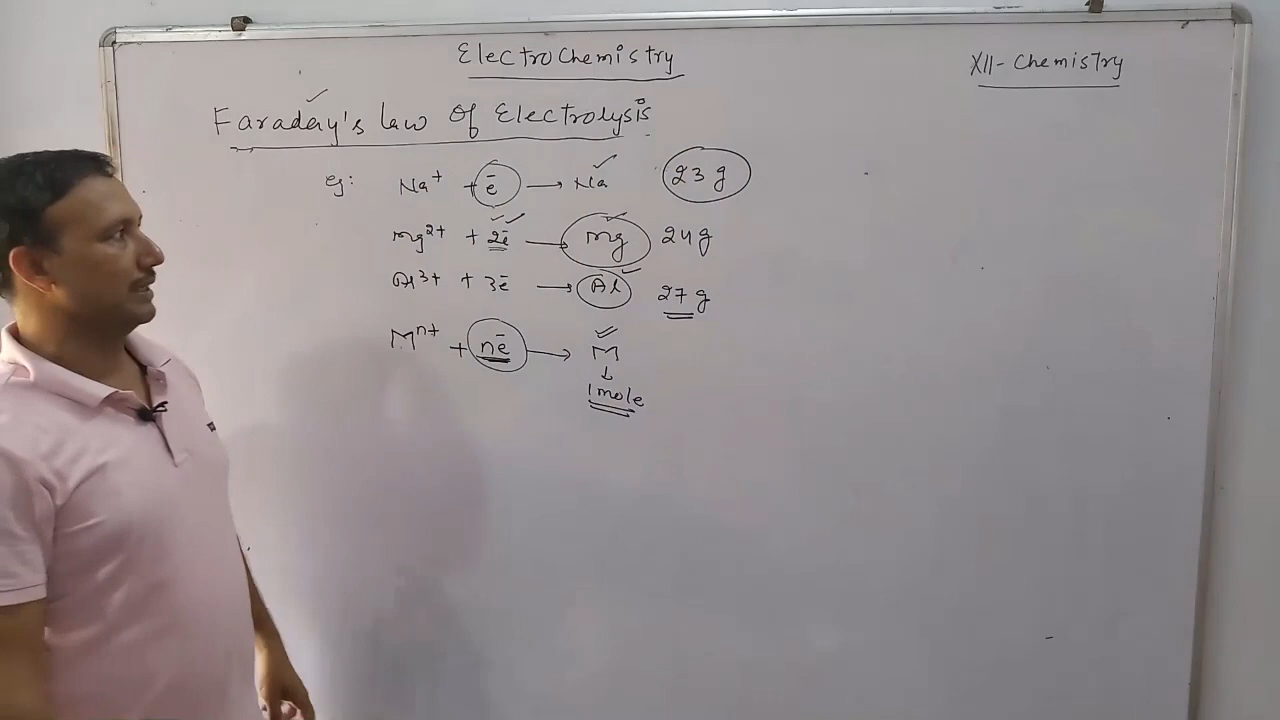 ElectroChemistry
XII- Chemistry
Faraday's law Of Electrolysis
eg: Na⁺ + e̅ → Na 23 g
Mg²⁺ + 2e̅ → Mg 24 g
Al³⁺ + 3e̅ → Al 27 g
Mⁿ⁺ + ne̅ → M
↓
1 mole